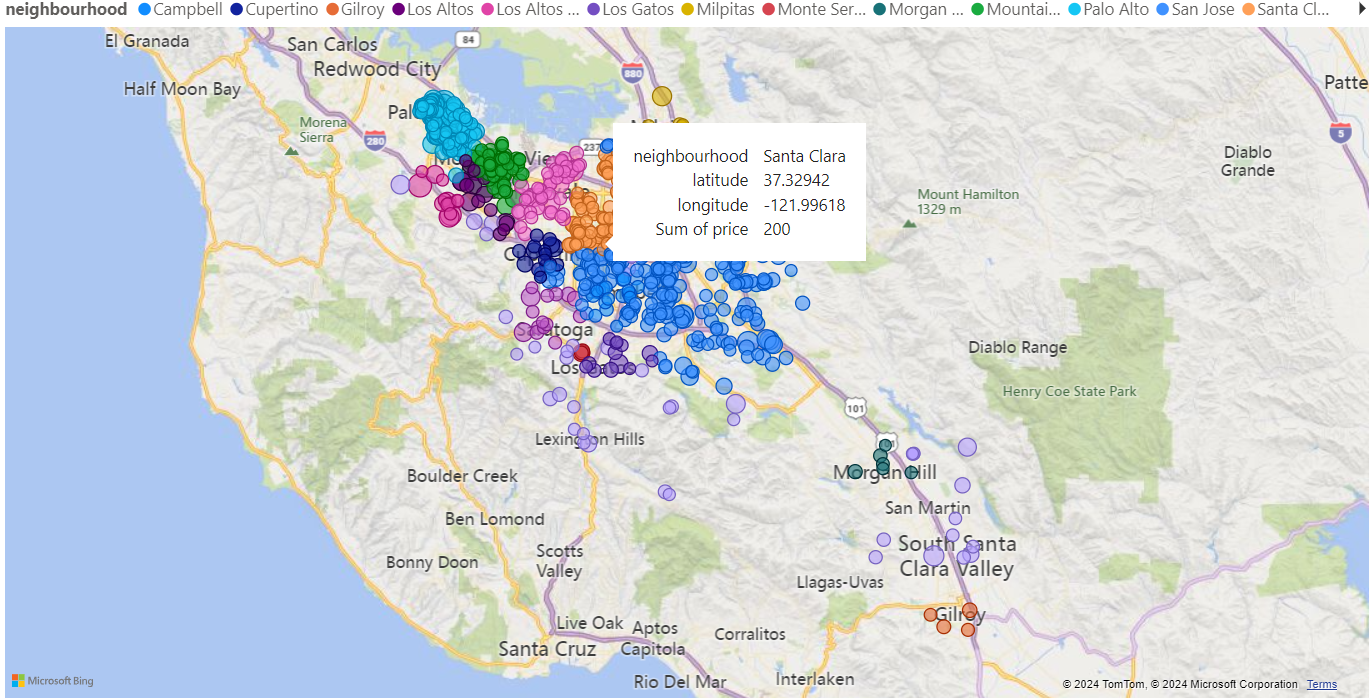 neighbourhood Campbell Cupertino Gilroy Los Altos Los Altos ... Los Gatos Milpitas Monte Ser... Morgan ... Mountai... Palo Alto San Jose Santa Cl...
El Granada
San Carlos
84
Redwood City
880
Half Moon Bay
Patte
Pal
Morena
Sierra
280
5
237
Vie
neighbourhood Santa Clara
latitude 37.32942
longitude -121.99618
Sum of price 200
Diablo
Grande
Mount Hamilton
1329 m
Saratoga
Diablo Range
Los
Henry Coe State Park
101
Lexington Hills
Morgan Hill
Boulder Creek
San Martin
Ben Lomond
South Santa
Clara Valley
Scotts
Valley
Bonny Doon
Llagas-Uvas
Gilroy
Live Oak
Aptos
Corralitos
Santa Cruz
Capitola
Rio Del Mar
Interlaken
Microsoft Bing
© 2024 TomTom, © 2024 Microsoft Corporation Terms